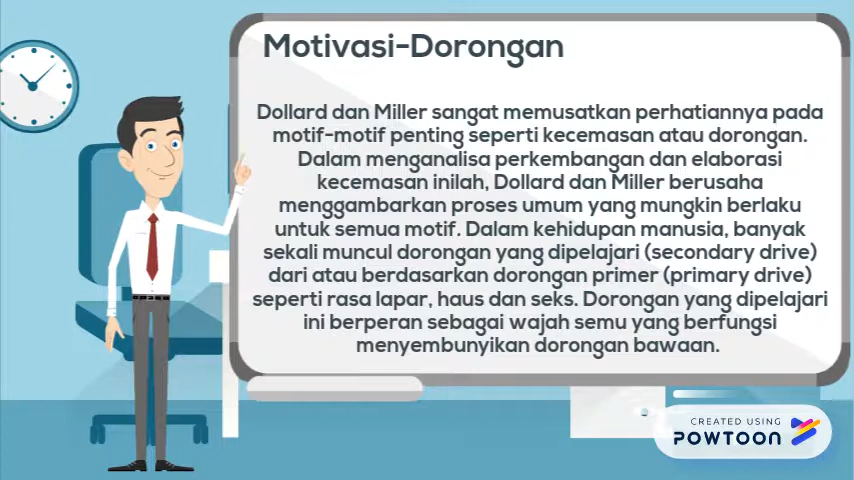 Motivasi-Dorongan
Dollard dan Miller sangat memusatkan perhatiannya pada
motif-motif penting seperti kecemasan atau dorongan.
Dalam menganalisa perkembangan dan elaborasi
kecemasan inilah, Dollard dan Miller berusaha
menggambarkan proses umum yang mungkin berlaku
untuk semua motif. Dalam kehidupan manusia, banyak
sekali muncul dorongan yang dipelajari (secondary drive)
dari atau berdasarkan dorongan primer (primary drive)
seperti rasa lapar, haus dan seks. Dorongan yang dipelajari
ini berperan sebagai wajah semu yang berfungsi
menyembunyikan dorongan bawaan.
CREATED USING
POWTOON